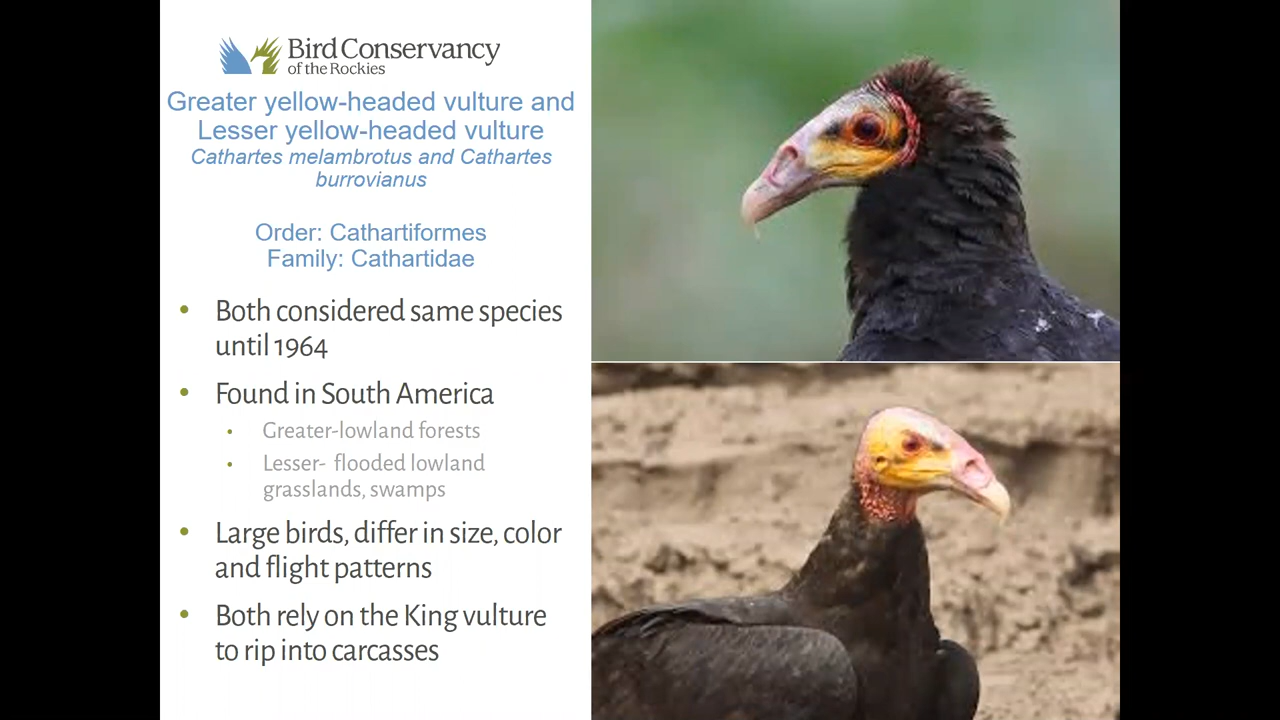 Bird Conservancy
of the Rockies
Greater yellow-headed vulture and
Lesser yellow-headed vulture
Cathartes melambrotus and Cathartes
burrovianus
Order: Cathartiformes
Family: Cathartidae
• Both considered same species
until 1964
• Found in South America
• Greater-lowland forests
• Lesser- flooded lowland
grasslands, swamps
• Large birds, differ in size, color
and flight patterns
• Both rely on the King vulture
to rip into carcasses